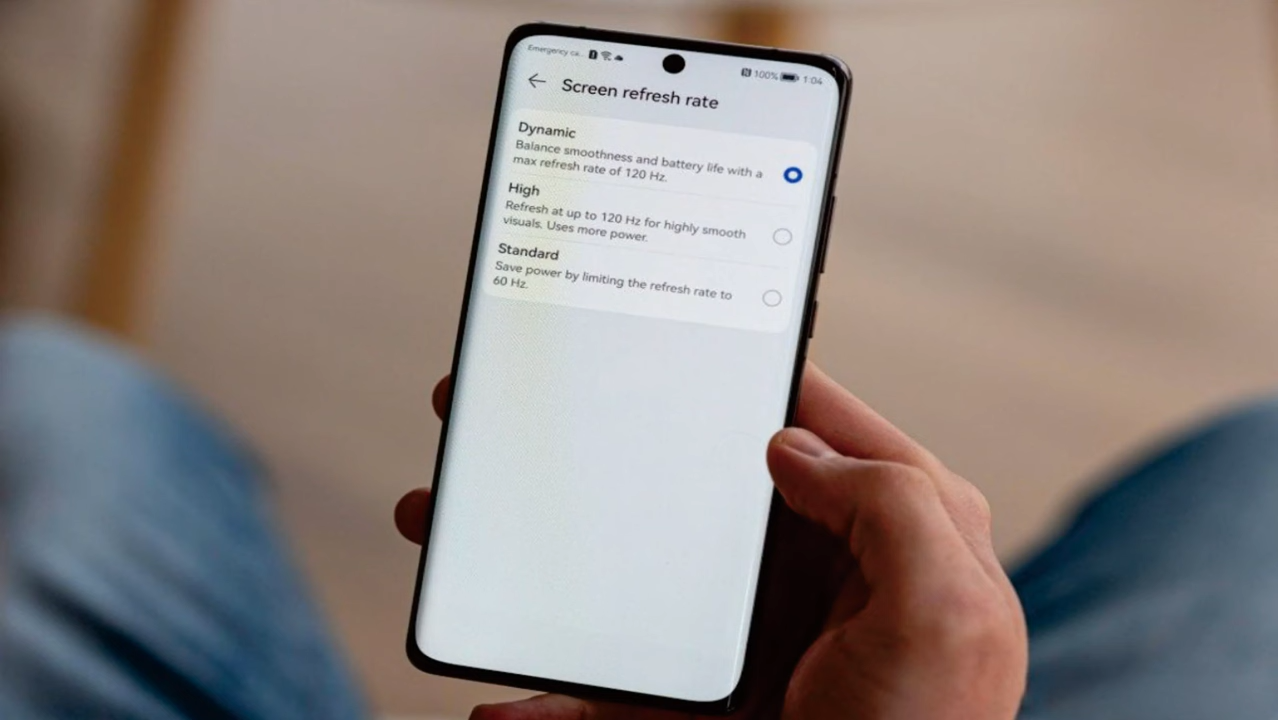 Emergency ca... 100% 1:04
Screen refresh rate
Dynamic
Balance smoothness and battery life with a
max refresh rate of 120 Hz.
High
Refresh at up to 120 Hz for highly smooth
visuals. Uses more power.
Standard
Save power by limiting the refresh rate to
60 Hz.